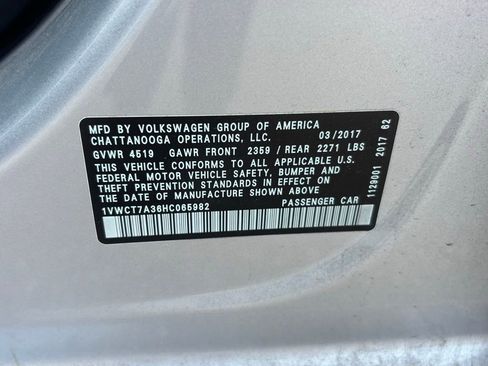 MFD BY VOLKSWAGEN GROUP OF AMERICA
CHATTANOOGA OPERATIONS, LLC. 03/2017
GVWR 4519 GAWR FRONT 2359 / REAR 2271 LBS
THIS VEHICLE CONFORMS TO ALL APPLICABLE U.S.
FEDERAL MOTOR VEHICLE SAFETY, BUMPER AND
THEFT PREVENTION STANDARDS IN EFFECT ON
THE DATE OF MANUFACTURE SHOWN ABOVE
1VWCT7A36HC065982 PASSENGER CAR
1129001 2017 62